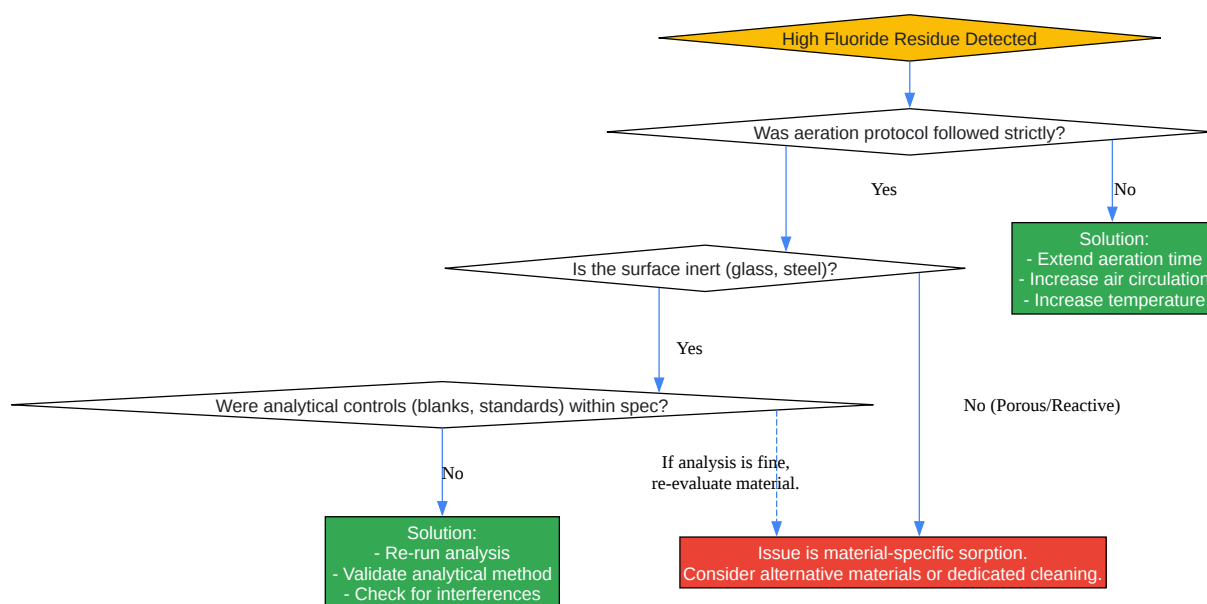 High Fluoride Residue Detected
Was aeration protocol followed strictly?
Yes
No
Solution:
- Extend aeration time
- Increase air circulation
- Increase temperature
Is the surface inert (glass, steel)?
Yes
No (Porous/Reactive)
Were analytical controls (blanks, standards) within spec?
No
If analysis is fine,
re-evaluate material.
Solution:
- Re-run analysis
- Validate analytical method
- Check for interferences
Issue is material-specific sorption.
Consider alternative materials or dedicated cleaning.